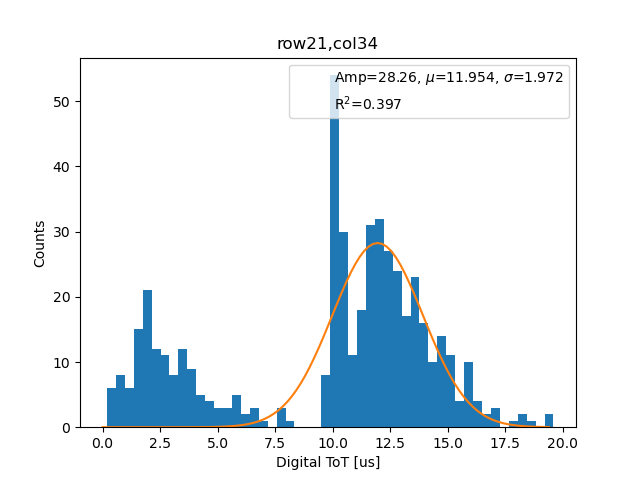 row21,col34
Amp=28.26, μ=11.954, σ=1.972
R²=0.397
50
40
30
20
10
0
Counts
0.0 2.5 5.0 7.5 10.0 12.5 15.0 17.5 20.0
Digital ToT [us]